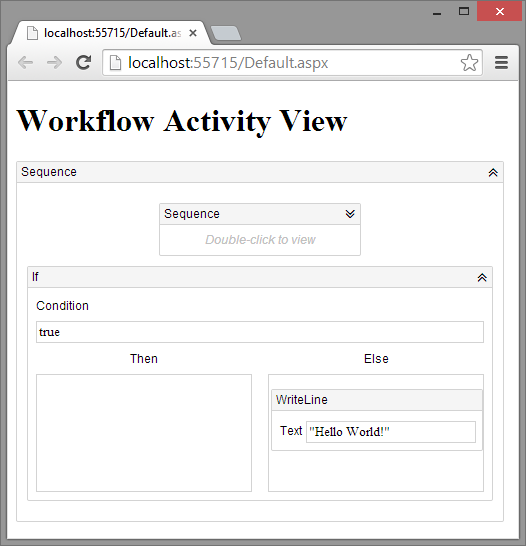 localhost:55715/Default.as
localhost:55715/Default.aspx
Workflow Activity View
Sequence
Sequence
Double-click to view
If
Condition
true
Then
Else
WriteLine
Text "Hello World!"